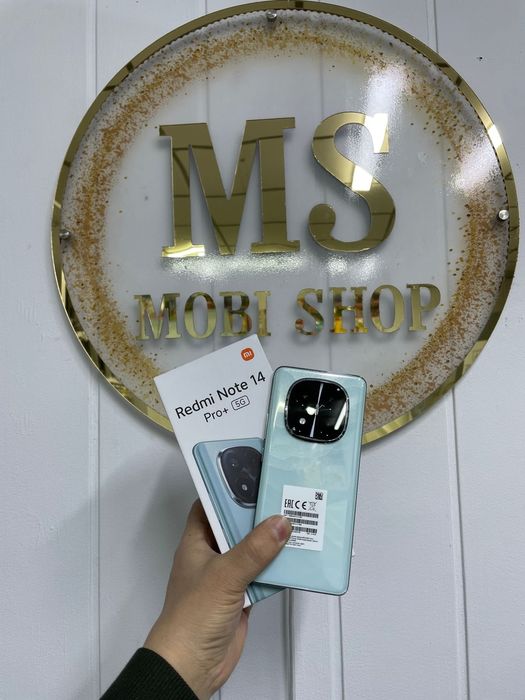 MS
MOBI SHOP
mi
Redmi Note 14
Pro+ 5G
EAC CE